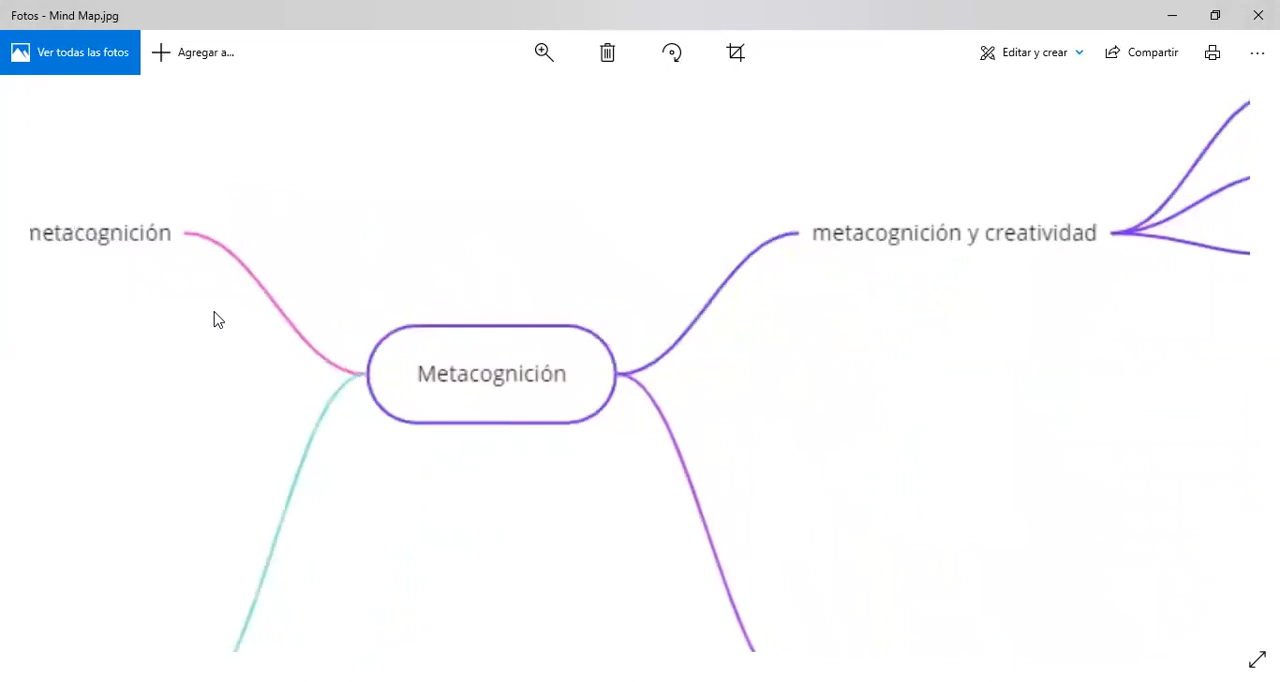 Fotos - Mind Map.jpg
Ver todas las fotos
Agregar a...
Editar y crear
Compartir
netacognición
metacognición y creatividad
Metacognición